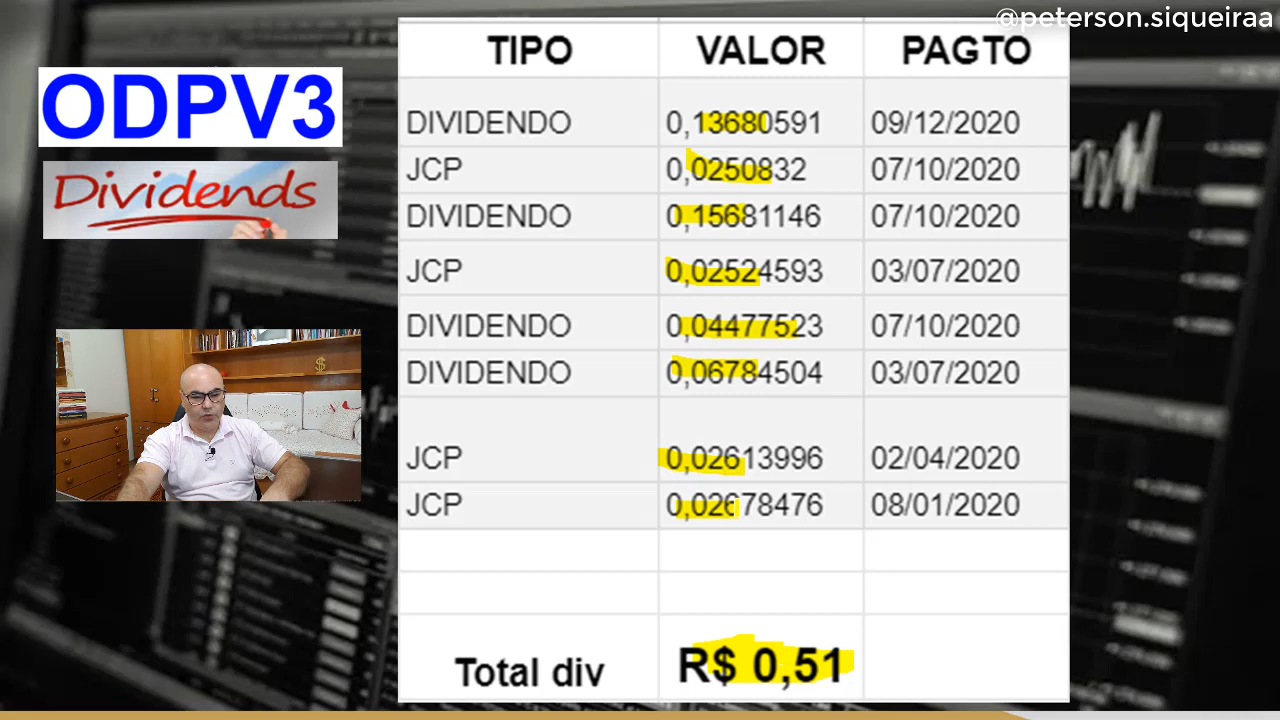 @peterson.siqueiraa
ODPV3
Dividends
TIPO VALOR PAGTO
DIVIDENDO 0,13680591 09/12/2020
JCP 0,0250832 07/10/2020
DIVIDENDO 0,15681146 07/10/2020
JCP 0,02524593 03/07/2020
DIVIDENDO 0,04477523 07/10/2020
DIVIDENDO 0,06784504 03/07/2020
JCP 0,02613996 02/04/2020
JCP 0,02678476 08/01/2020
Total div R$ 0,51